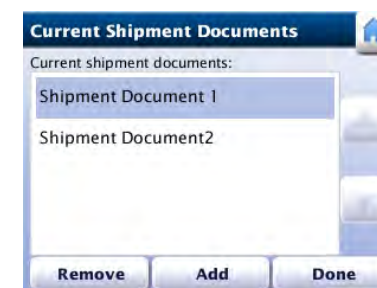 Current Shipment Documents
Current shipment documents:
Shipment Document 1
Shipment Document2
Remove Add Done